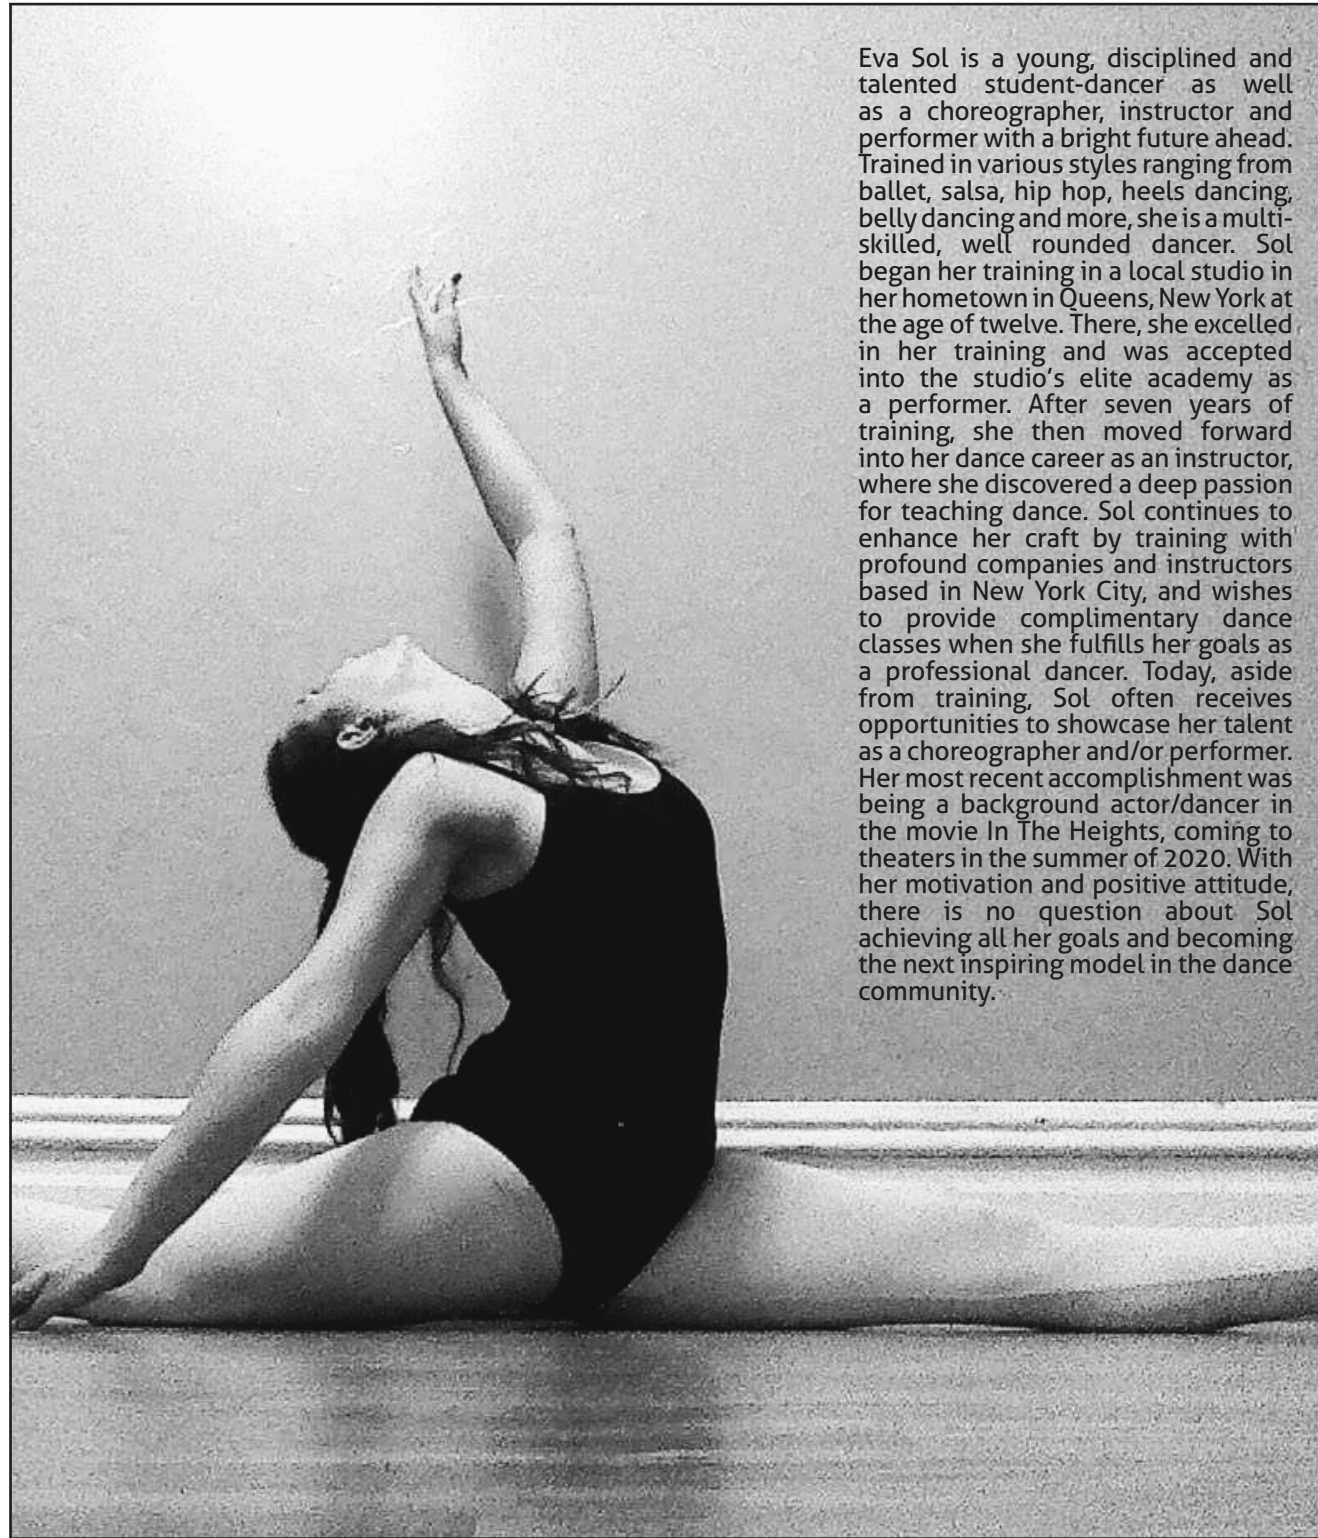 Eva Sol is a young, disciplined and
talented student-dancer as well
as a choreographer, instructor and
performer with a bright future ahead.
Trained in various styles ranging from
ballet, salsa, hip hop, heels dancing,
belly dancing and more, she is a multi-
skilled, well rounded dancer. Sol
began her training in a local studio in
her hometown in Queens, New York at
the age of twelve. There, she excelled
in her training and was accepted
into the studio's elite academy as
a performer. After seven years of
training, she then moved forward
into her dance career as an instructor,
where she discovered a deep passion
for teaching dance. Sol continues to
enhance her craft by training with
profound companies and instructors
based in New York City, and wishes
to provide complimentary dance
classes when she fulfills her goals as
a professional dancer. Today, aside
from training, Sol often receives
opportunities to showcase her talent
as a choreographer and/or performer.
Her most recent accomplishment was
being a background actor/dancer in
the movie In The Heights, coming to
theaters in the summer of 2020. With
her motivation and positive attitude,
there is no question about Sol
achieving all her goals and becoming
the next inspiring model in the dance
community.